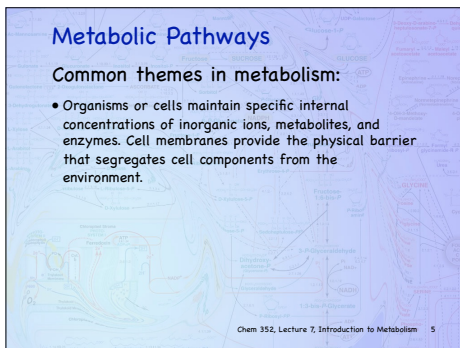 Metabolic Pathways
Common themes in metabolism:
• Organisms or cells maintain specific internal
concentrations of inorganic ions, metabolites, and
enzymes. Cell membranes provide the physical barrier
that segregates cell components from the
environment.
Chem 352, Lecture 7, Introduction to Metabolism 5